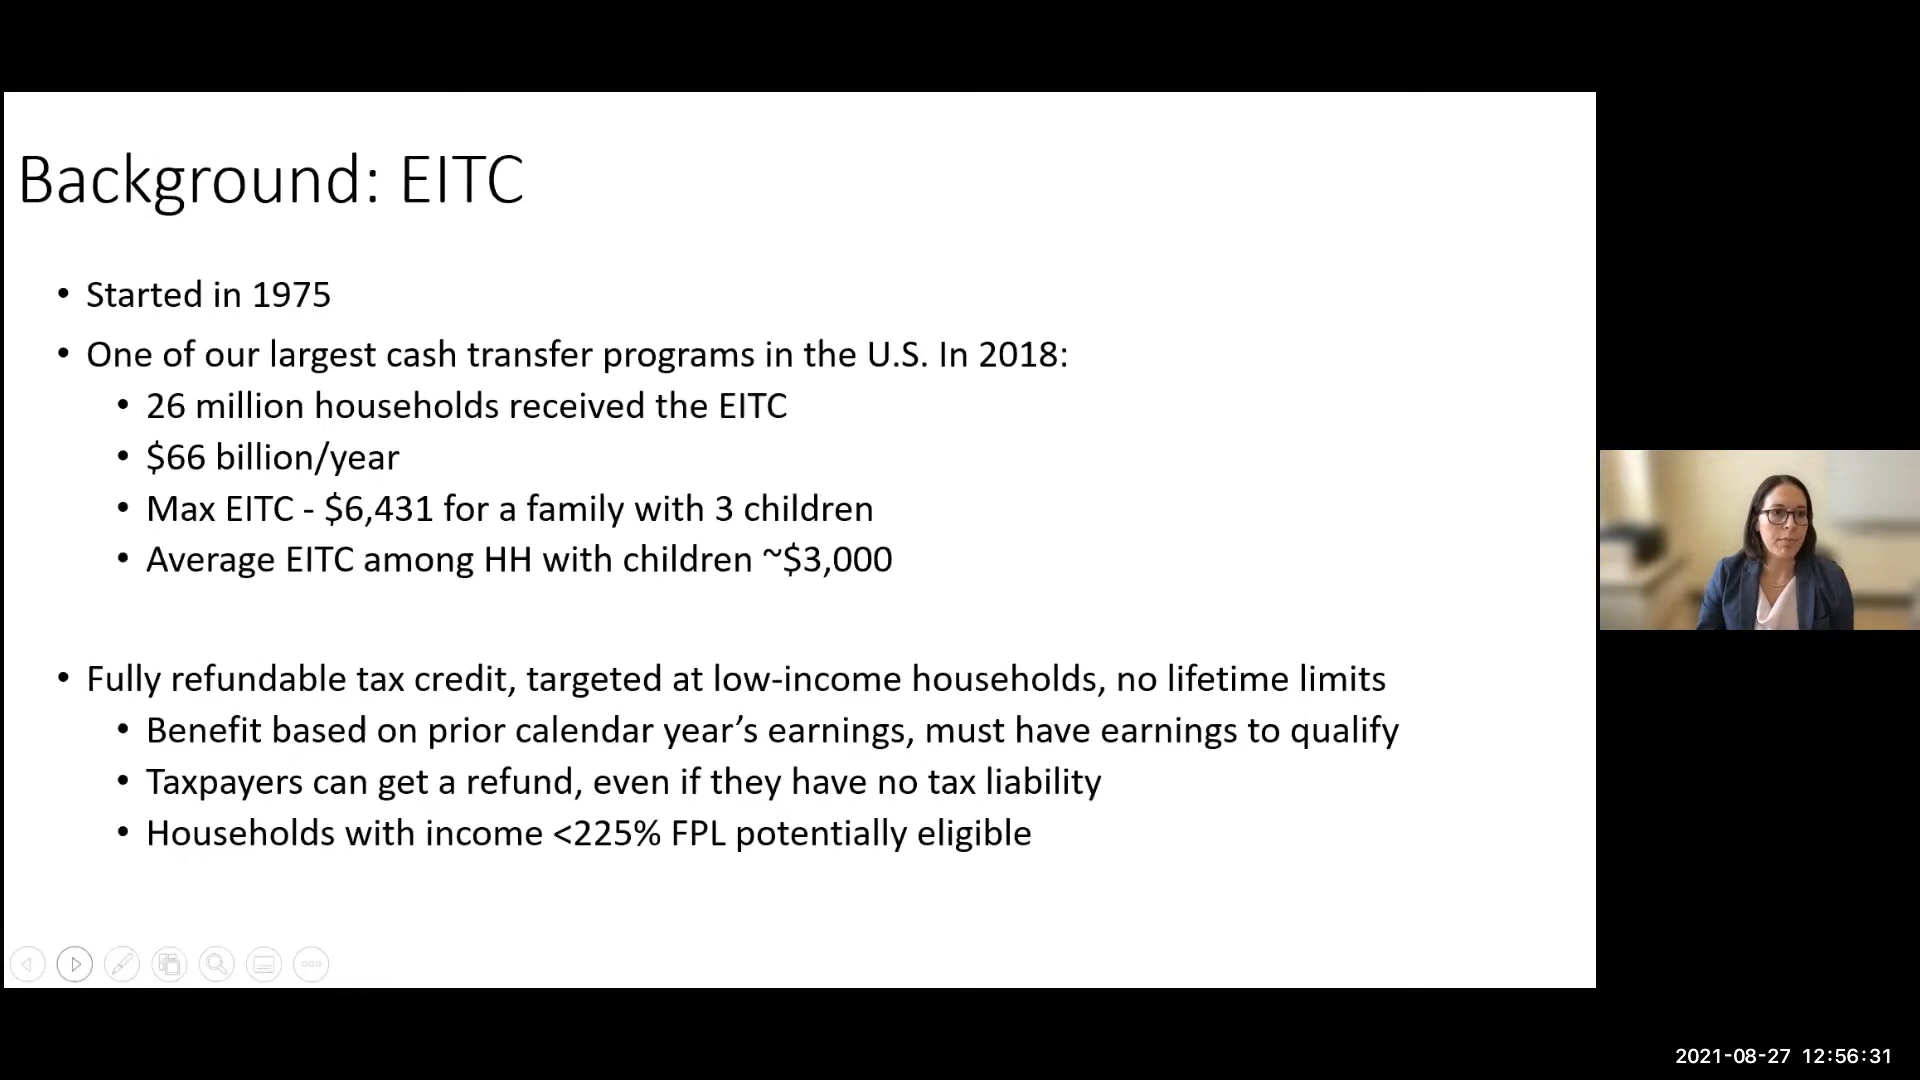 Background: EITC
• Started in 1975
• One of our largest cash transfer programs in the U.S. In 2018:
• 26 million households received the EITC
• $66 billion/year
• Max EITC - $6,431 for a family with 3 children
• Average EITC among HH with children ~$3,000
• Fully refundable tax credit, targeted at low-income households, no lifetime limits
• Benefit based on prior calendar year’s earnings, must have earnings to qualify
• Taxpayers can get a refund, even if they have no tax liability
• Households with income <225% FPL potentially eligible
2021-08-27 12:56:31